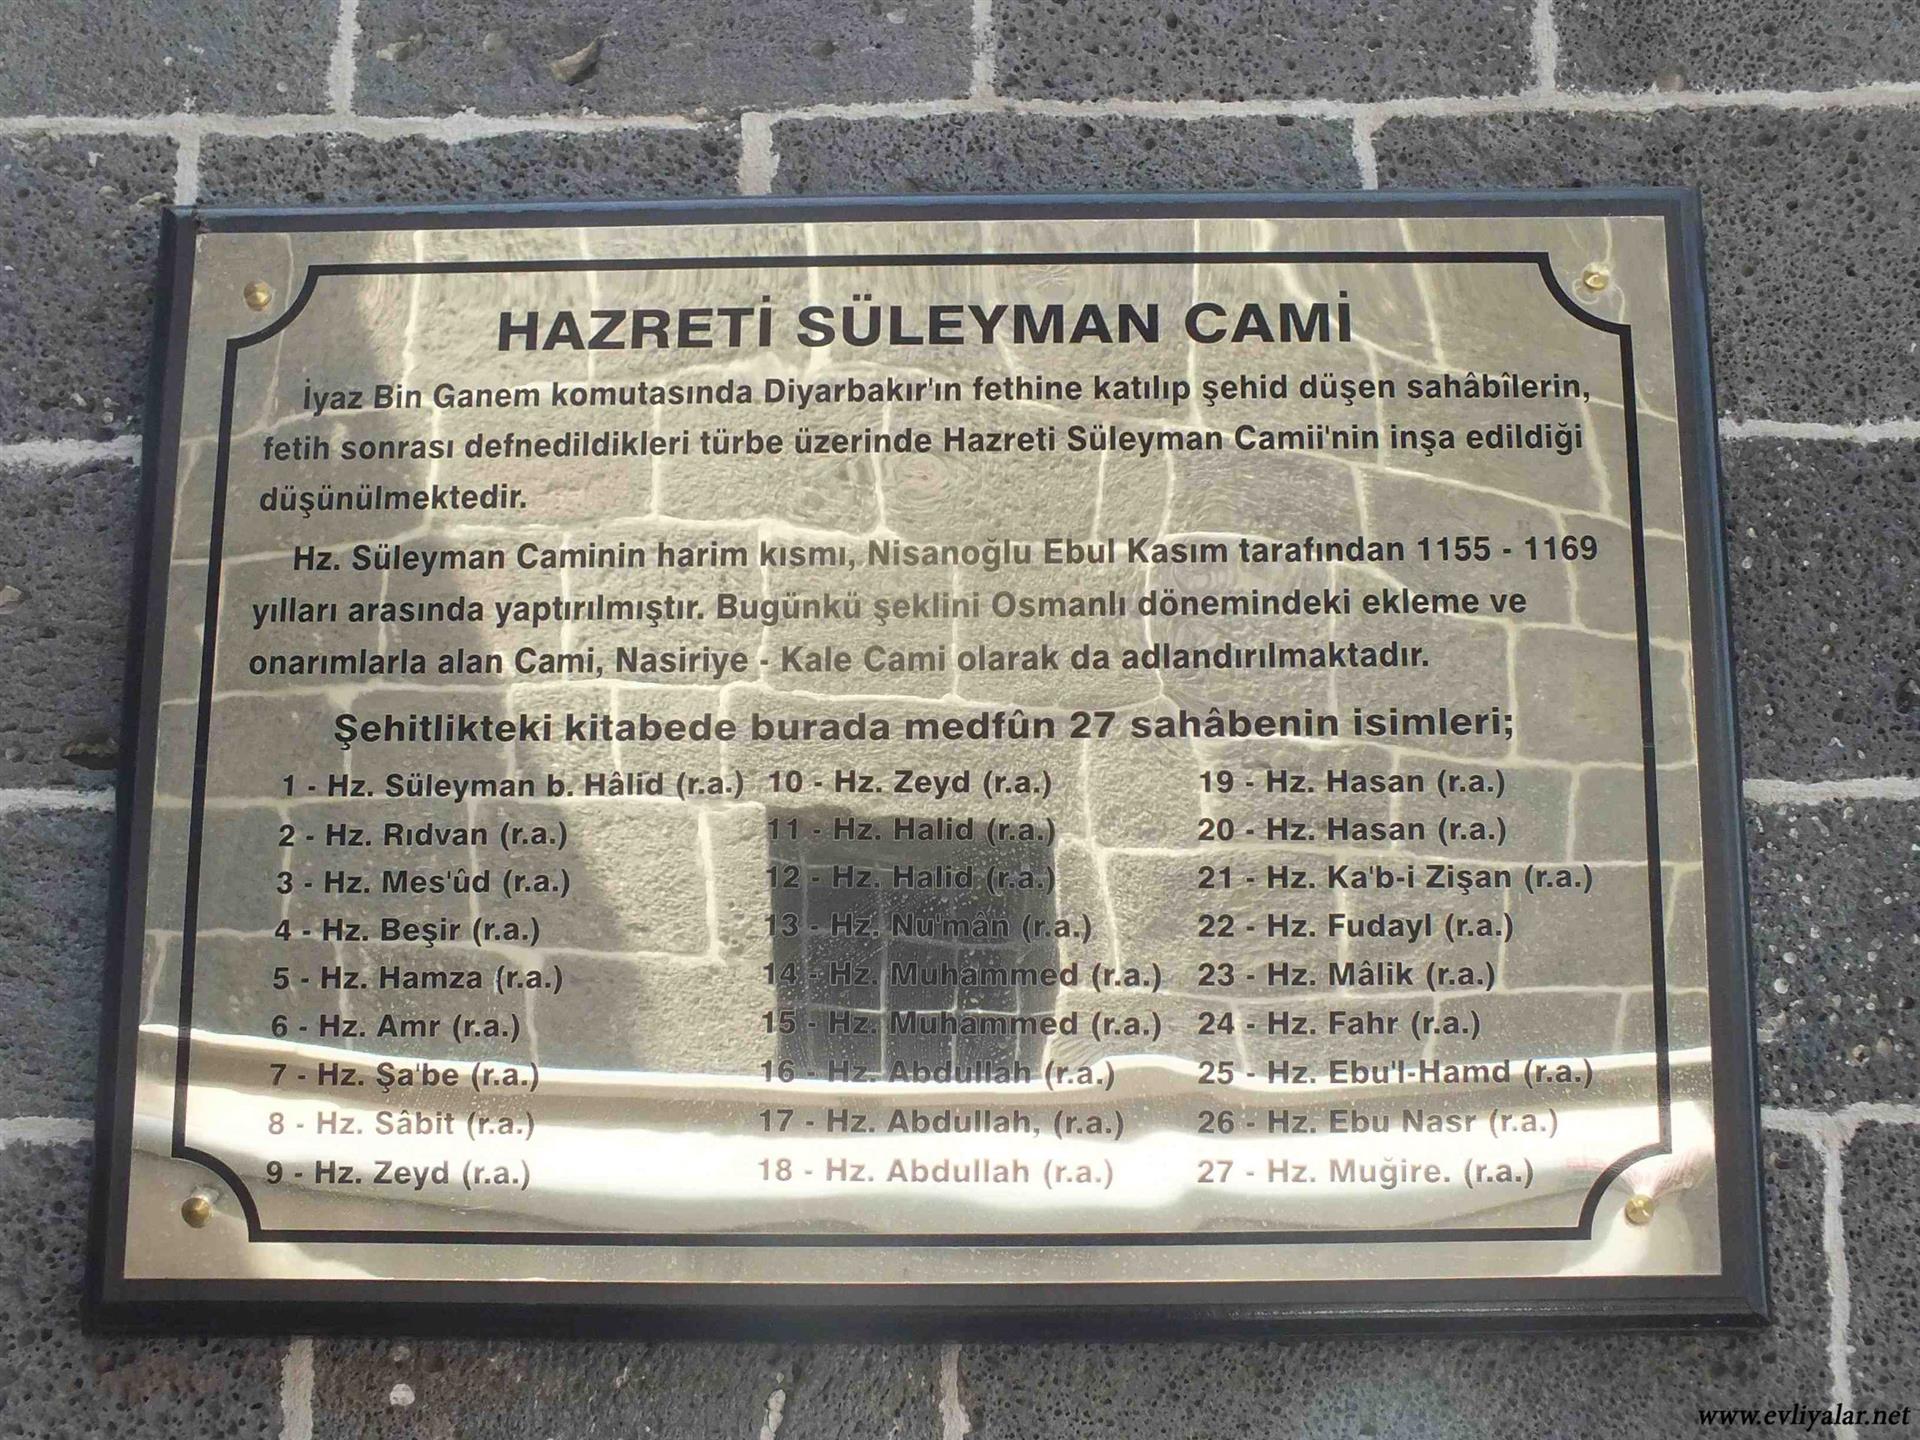 HAZRETİ SÜLEYMAN CAMİ
İyaz Bin Ganem komutasında Diyarbakır'ın fethine katılıp şehid düşen sahâbîlerin,
fetih sonrası defnedildikleri türbe üzerinde Hazreti Süleyman Camii'nin inşa edildiği
düşünülmektedir.
Hz. Süleyman Caminin harim kısmı, Nisanoğlu Ebul Kasım tarafından 1155 - 1169
yılları arasında yaptırılmıştır. Bugünkü şeklini Osmanlı dönemindeki ekleme ve
onarımlarla alan Cami, Nasiriye - Kale Cami olarak da adlandırılmaktadır.
Şehitlikteki kitabede burada medfûn 27 sahâbenin isimleri;
1 - Hz. Süleyman b. Hâlid (r.a.)
2 - Hz. Rıdvan (r.a.)
3 - Hz. Mes'ûd (r.a.)
4 - Hz. Beşir (r.a.)
5 - Hz. Hamza (r.a.)
6 - Hz. Amr (r.a.)
7 - Hz. Şa'be (r.a.)
8 - Hz. Sâbit (r.a.)
9 - Hz. Zeyd (r.a.)
10 - Hz. Zeyd (r.a.)
11 - Hz. Halid (r.a.)
12 - Hz. Halid (r.a.)
13 - Hz. Nu'mân (r.a.)
14 - Hz. Muhammed (r.a.)
15 - Hz. Muhammed (r.a.)
16 - Hz. Abdullah (r.a.)
17 - Hz. Abdullah, (r.a.)
18 - Hz. Abdullah (r.a.)
19 - Hz. Hasan (r.a.)
20 - Hz. Hasan (r.a.)
21 - Hz. Ka'b-i Zişan (r.a.)
22 - Hz. Fudayl (r.a.)
23 - Hz. Mâlik (r.a.)
24 - Hz. Fahr (r.a.)
25 - Hz. Ebu'l-Hamd (r.a.)
26 - Hz. Ebu Nasr (r.a.)
27 - Hz. Muğire. (r.a.)
www.evliyalar.net